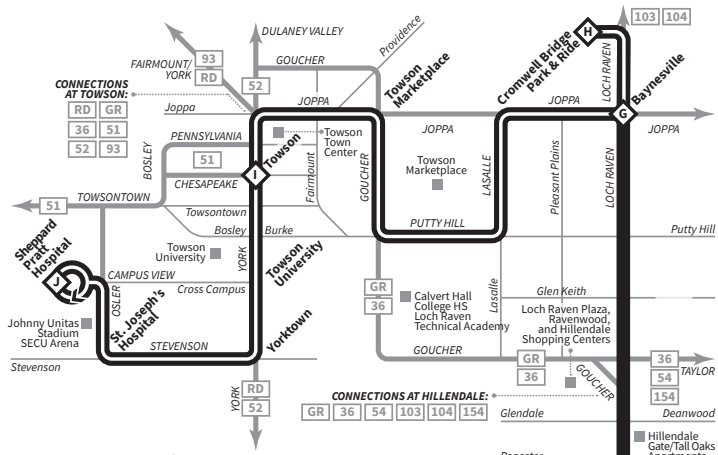 103 104
DULANEY VALLEY
Providence
H
93
RD
FAIRMOUNT/
YORK
GOUCHER
52
Towson
Marketplace
Cromwell Bridge
Park & Ride
LOCH RAVEN
Baynesville
CONNECTIONS
AT TOWSON:
RD GR
36 51
52 93
Joppa
JOPPA
JOPPA
G
JOPPA
JOPPA
PENNSYLVANIA
51
BOSLEY
CHESAPEAKE
I
Towson
Towson
Town
Center
Fairmount
GOUCHER
Towson
Marketplace
LASALLE
Pleasant Plains
LOCH RAVEN
51
TOWSONTOWN
Towsontown
Bosley
Burke
PUTTY HILL
Putty Hill
Sheppard
Pratt
Hospital
J
Towson
University
YORK
Towson
University
CAMPUS VIEW
Cross Campus
OSLER
St. Joseph's
Hospital
GR
36
Calvert Hall
College HS
Loch Raven
Technical Academy
Lasalle
Glen Keith
Loch Raven Plaza,
Ravenwood,
and Hillendale
Shopping Centers
Johnny Unitas
Stadium
SECU Arena
STEVENSON
Stevenson
Yorktown
GOUCHER
GR
36
GOUCHER
36
54
154
TAYLOR
YORK
RD
52
CONNECTIONS AT HILLENDALE:
GR 36 54 103 104 154
Glendale
Deanwood
Hillendale
Gate/Tall Oaks